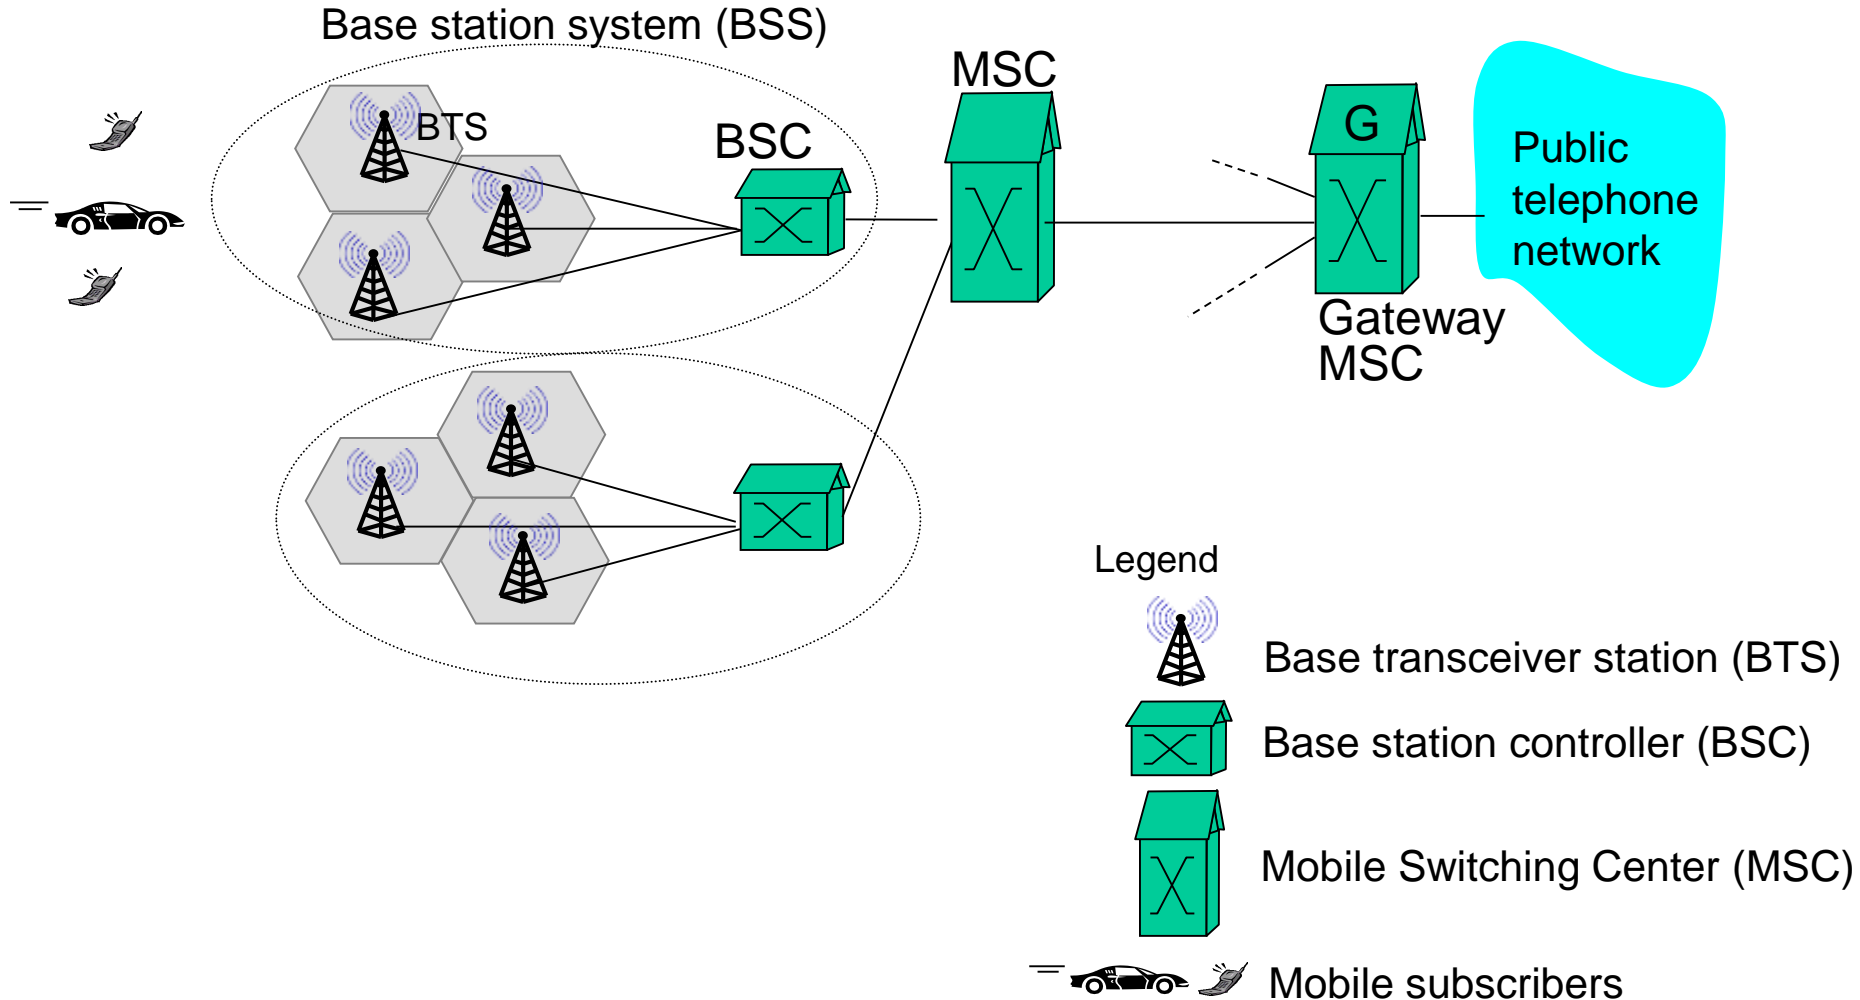 Base station system (BSS)
BTS
BSC
MSC
G
Gateway
MSC
Public
telephone
network
Legend
Base transceiver station (BTS)
Base station controller (BSC)
Mobile Switching Center (MSC)
Mobile subscribers